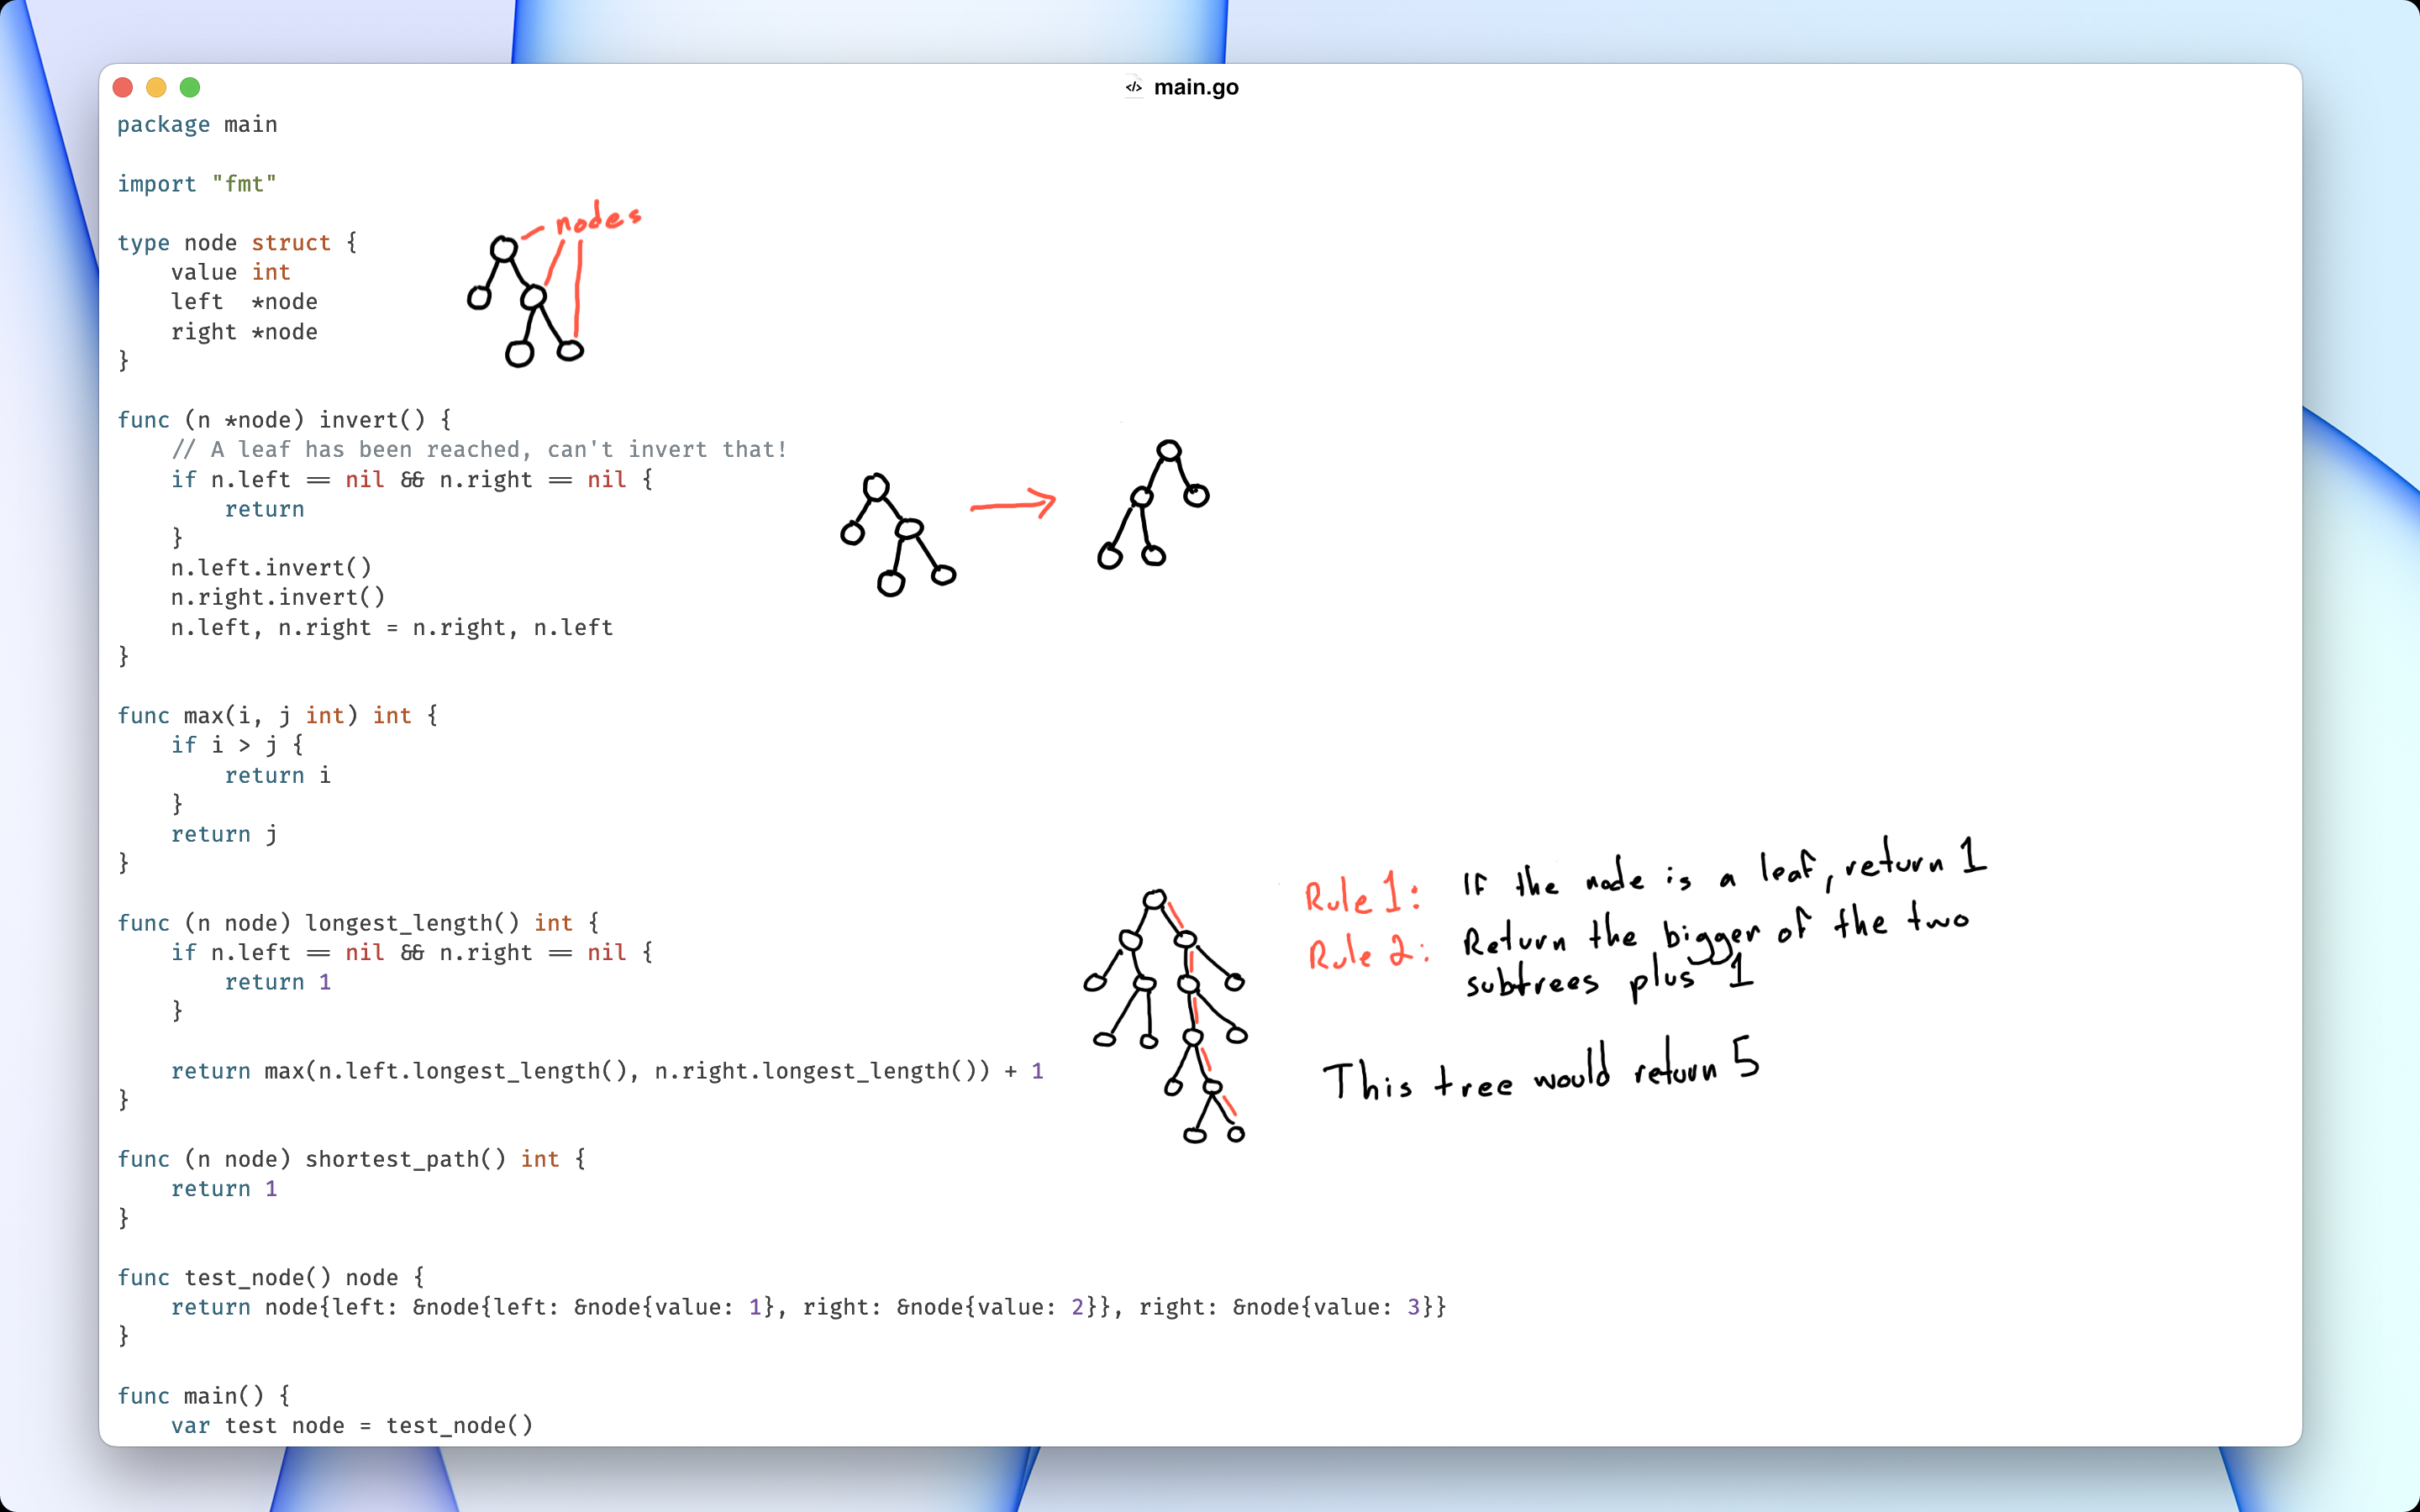 main.go
package main
import "fmt"
nodes
type node struct {
    value int
    left  *node
    right *node
}
func (n *node) invert() {
    // A leaf has been reached, can't invert that!
    if n.left == nil && n.right == nil {
        return
    }
    n.left.invert()
    n.right.invert()
    n.left, n.right = n.right, n.left
}
func max(i, j int) int {
    if i > j {
        return i
    }
    return j
}
func (n node) longest_length() int {
    if n.left == nil && n.right == nil {
        return 1
    }
    return max(n.left.longest_length(), n.right.longest_length()) + 1
}
Rule 1: If the node is a leaf, return 1
Rule 2: Return the bigger of the two
subtrees plus 1
This tree would return 5
func (n node) shortest_path() int {
    return 1
}
func test_node() node {
    return node{left: &node{left: &node{value: 1}, right: &node{value: 2}}, right: &node{value: 3}}
}
func main() {
    var test node = test_node()